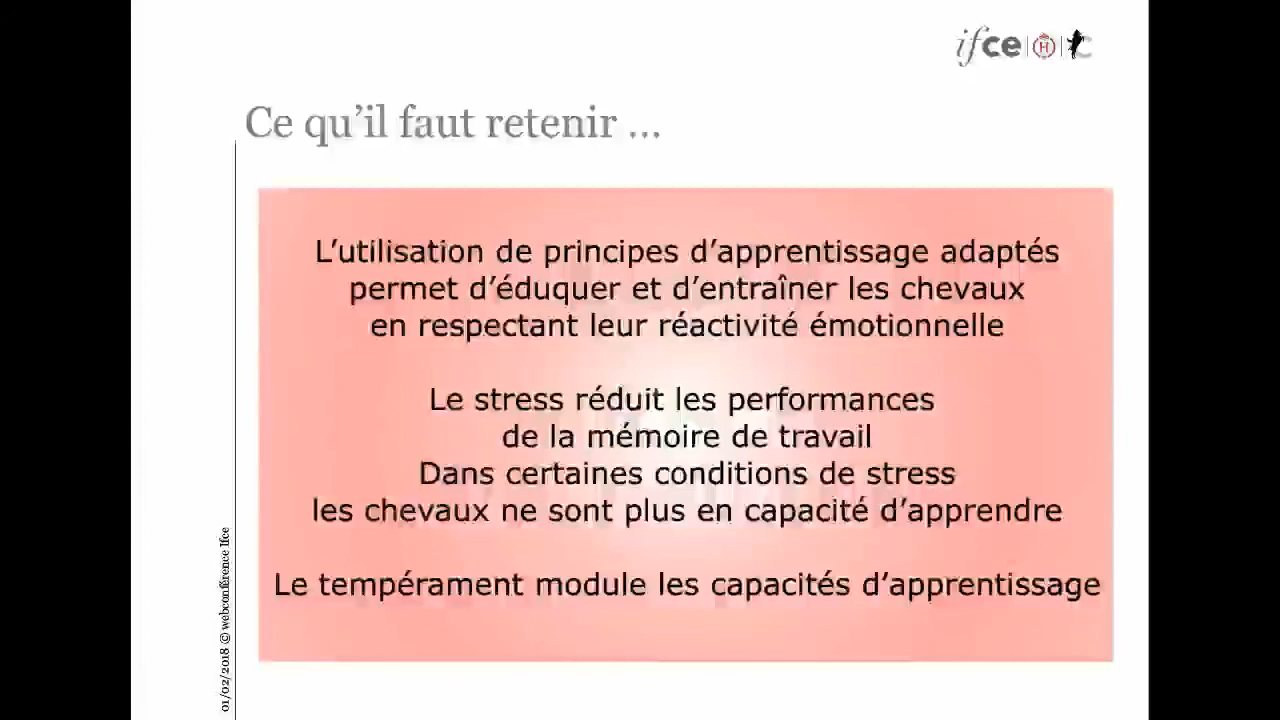 ifce
Ce qu’il faut retenir ...
L’utilisation de principes d’apprentissage adaptés
permet d’éduquer et d’entraîner les chevaux
en respectant leur réactivité émotionnelle
Le stress réduit les performances
de la mémoire de travail
Dans certaines conditions de stress
les chevaux ne sont plus en capacité d’apprendre
Le tempérament module les capacités d’apprentissage
01/02/2018 © webconférence Ifce